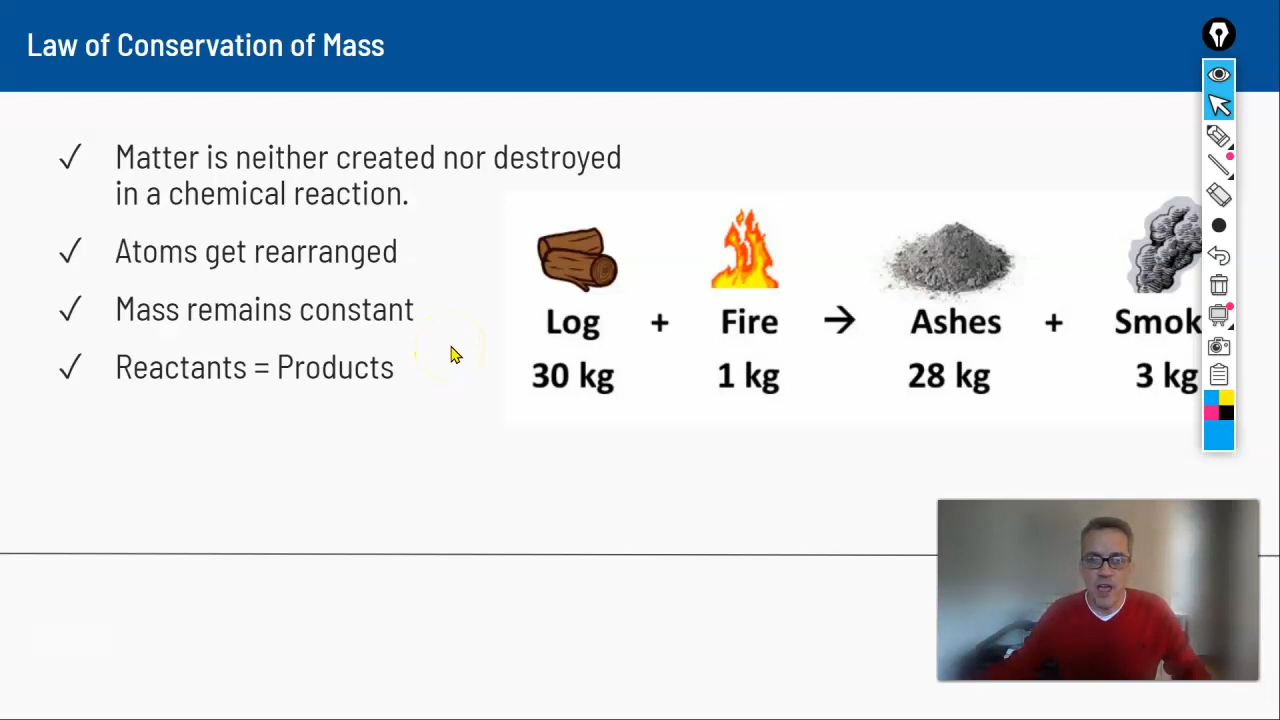 Law of Conservation of Mass
✓ Matter is neither created nor destroyed
in a chemical reaction.
✓ Atoms get rearranged
✓ Mass remains constant
✓ Reactants = Products
Log + Fire → Ashes + Smok
30 kg 1 kg 28 kg 3 kg